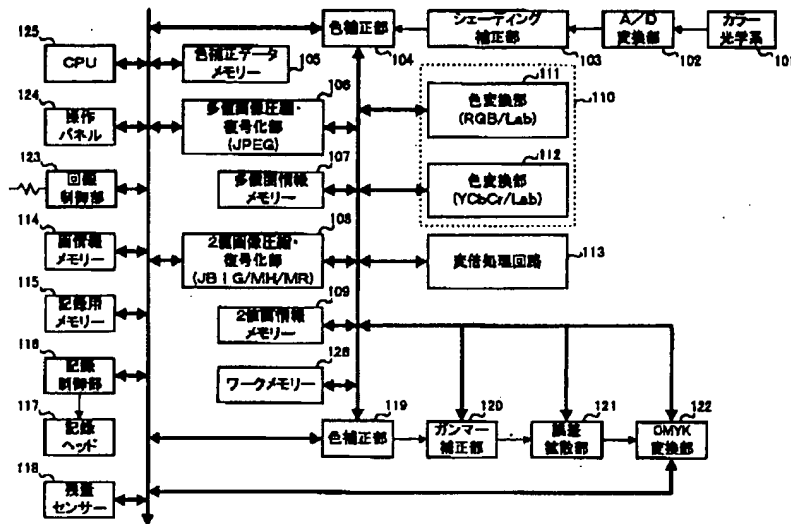 125
CPU
124
操作
パネル
123
回線
制御部
114
画情報
メモリー
115
記録用
メモリー
116
記録
制御部
117
記録
ヘッド
118
残量
センサー
色補正データ
メモリー
105
106
多値画像圧縮・
復号化部
(JPEG)
107
多値画情報
メモリー
108
2値画像圧縮・
復号化部
(JBIG/MH/MR)
109
2値画情報
メモリー
126
ワークメモリー
色補正部
104
シェーディング
補正部
103
A/D
変換部
102
カラー
光学系
101
111
色変換部
(RGB/Lab)
110
112
色変換部
(YCbCr/Lab)
変倍処理回路
113
119
色補正部
120
ガンマー
補正部
121
誤差
拡散部
122
CMYK
変換部